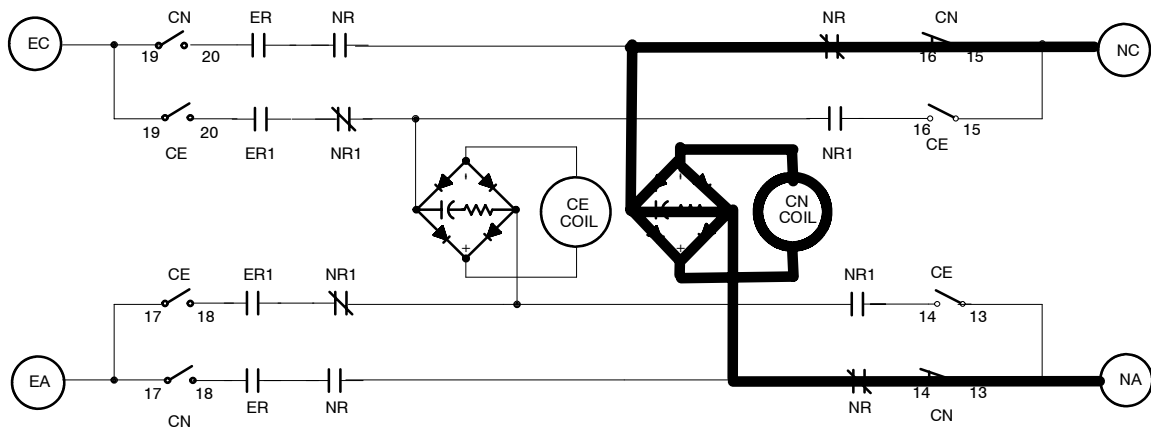 CN ER NR NR CN
EC NC
19 20 16 15
19 20 16 15
CE ER1 NR1 NR1 CE
-
CE COIL
+
-
CN COIL
+
CE ER1 NR1 NR1 CE
17 18 14 13
EA NA
17 18 14 13
CN ER NR NR CN